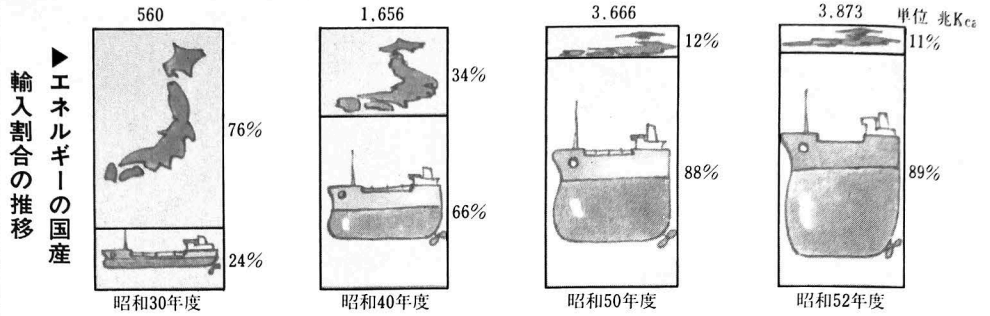 ▶エネルギーの国産
輸入割合の推移
560
76%
24%
昭和30年度
1,656
34%
66%
昭和40年度
3.666
12%
88%
昭和50年度
3.873
単位 兆Kcal
11%
89%
昭和52年度